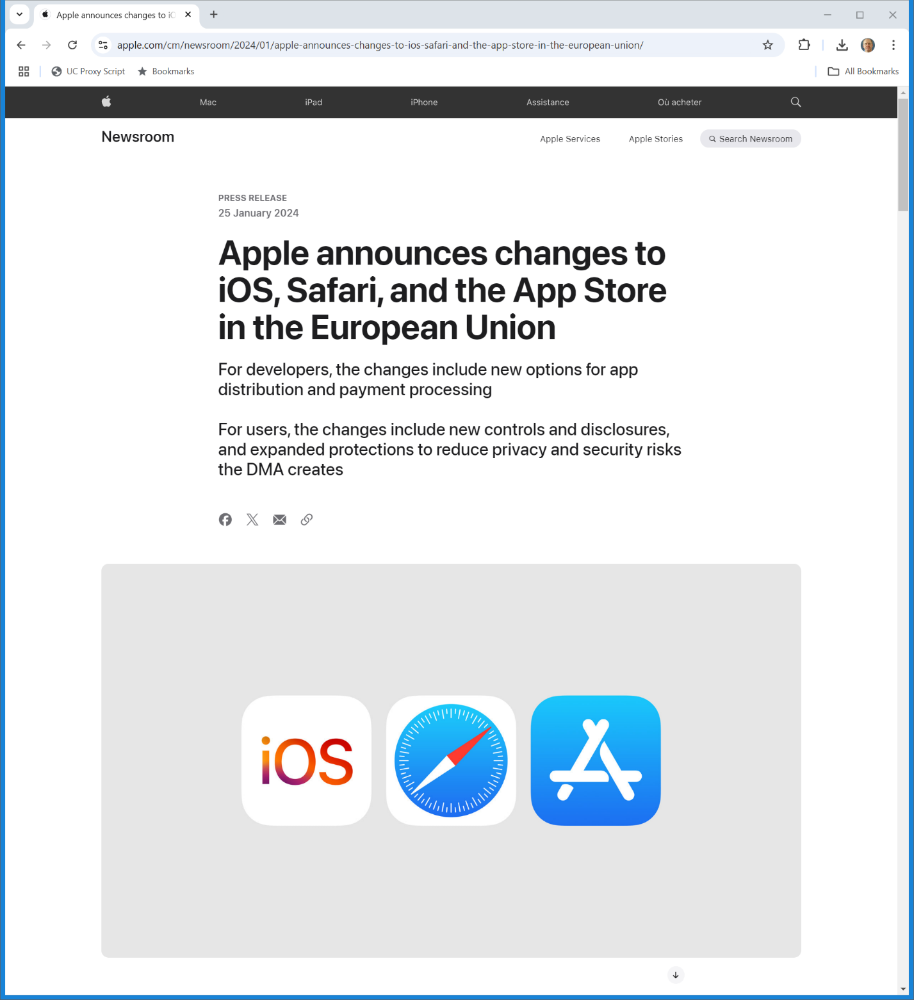 Apple announces changes to iO
apple.com/cm/newsroom/2024/01/apple-announces-changes-to-ios-safari-and-the-app-store-in-the-european-union/
UC Proxy Script Bookmarks All Bookmarks
Mac iPad iPhone Assistance Où acheter
Newsroom Apple Services Apple Stories Search Newsroom
PRESS RELEASE
25 January 2024
Apple announces changes to
iOS, Safari, and the App Store
in the European Union
For developers, the changes include new options for app
distribution and payment processing
For users, the changes include new controls and disclosures,
and expanded protections to reduce privacy and security risks
the DMA creates
iOS